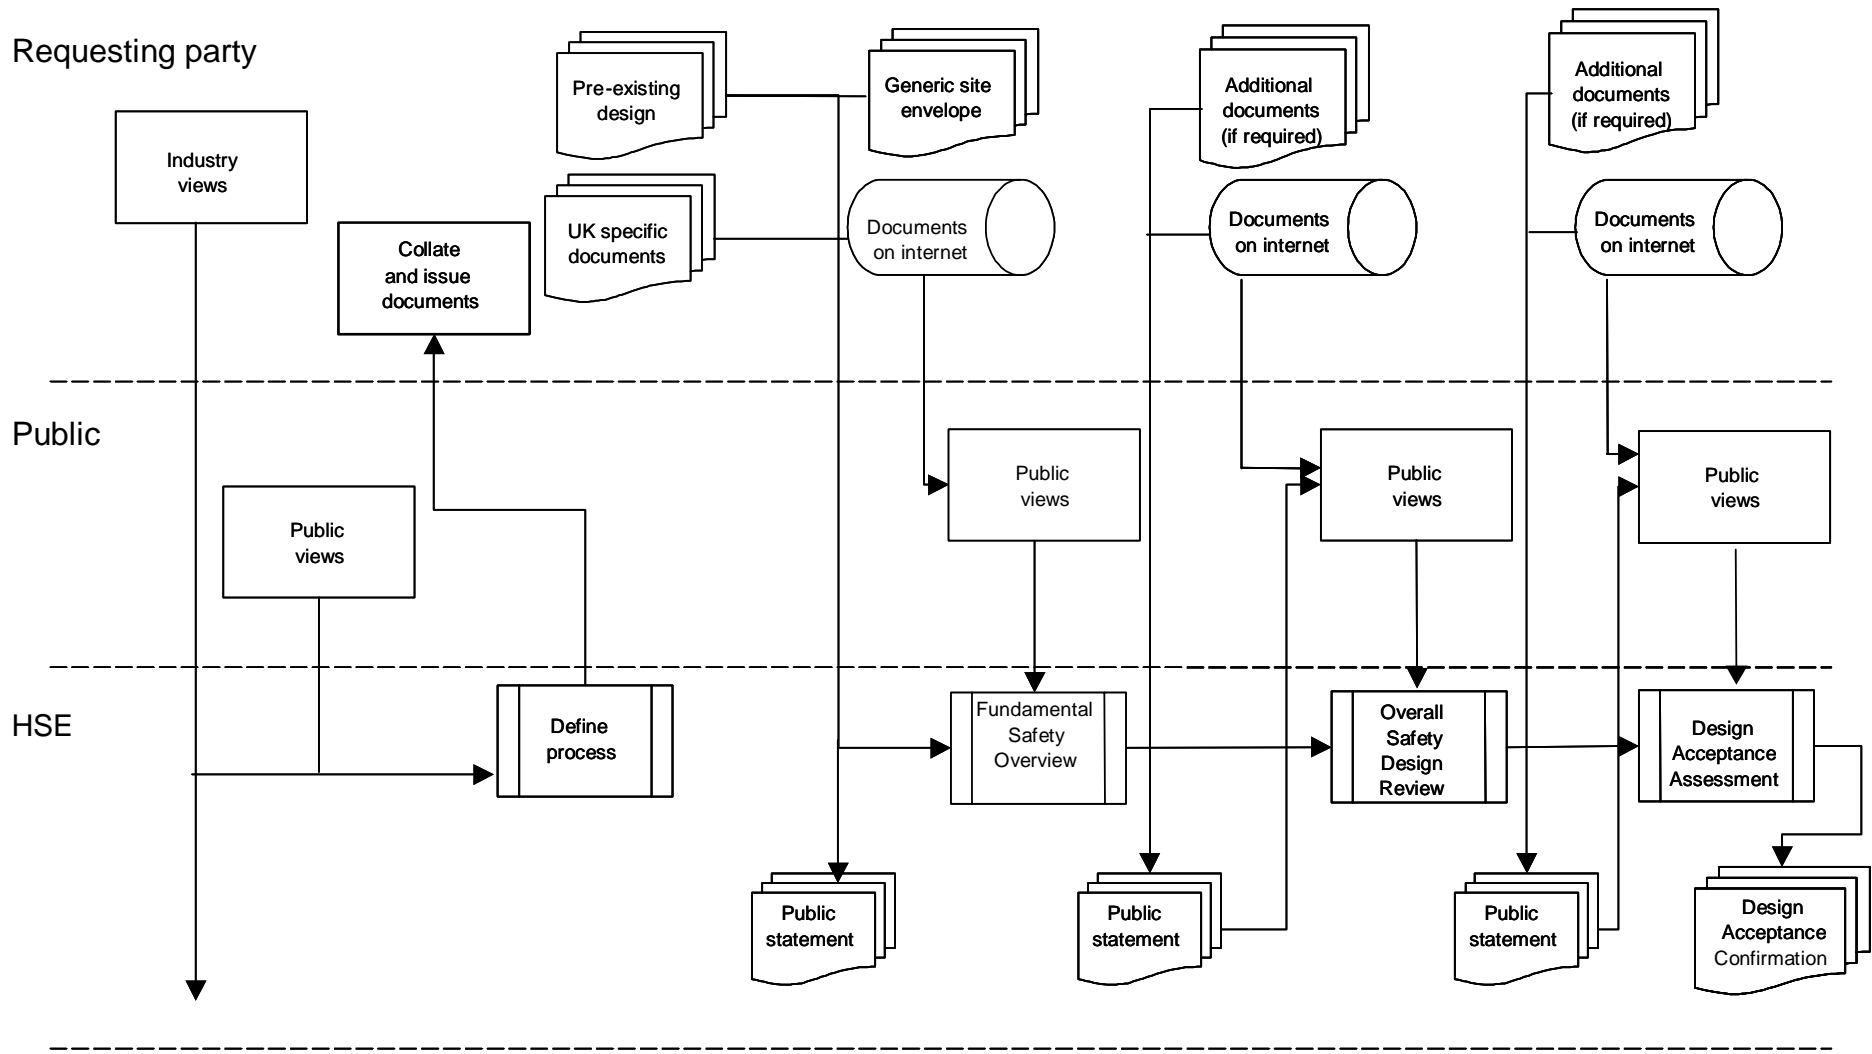 Requesting party
Industry
views
Collate
and issue
documents
Pre-existing
design
UK specific
documents
Generic site
envelope
Documents
on internet
Additional
documents
(if required)
Documents
on internet
Additional
documents
(if required)
Documents
on internet
Public
Public
views
Public
views
Public
views
Public
views
HSE
Define
process
Fundamental
Safety
Overview
Overall
Safety
Design
Review
Design
Acceptance
Assessment
Public
statement
Public
statement
Public
statement
Design
Acceptance
Confirmation